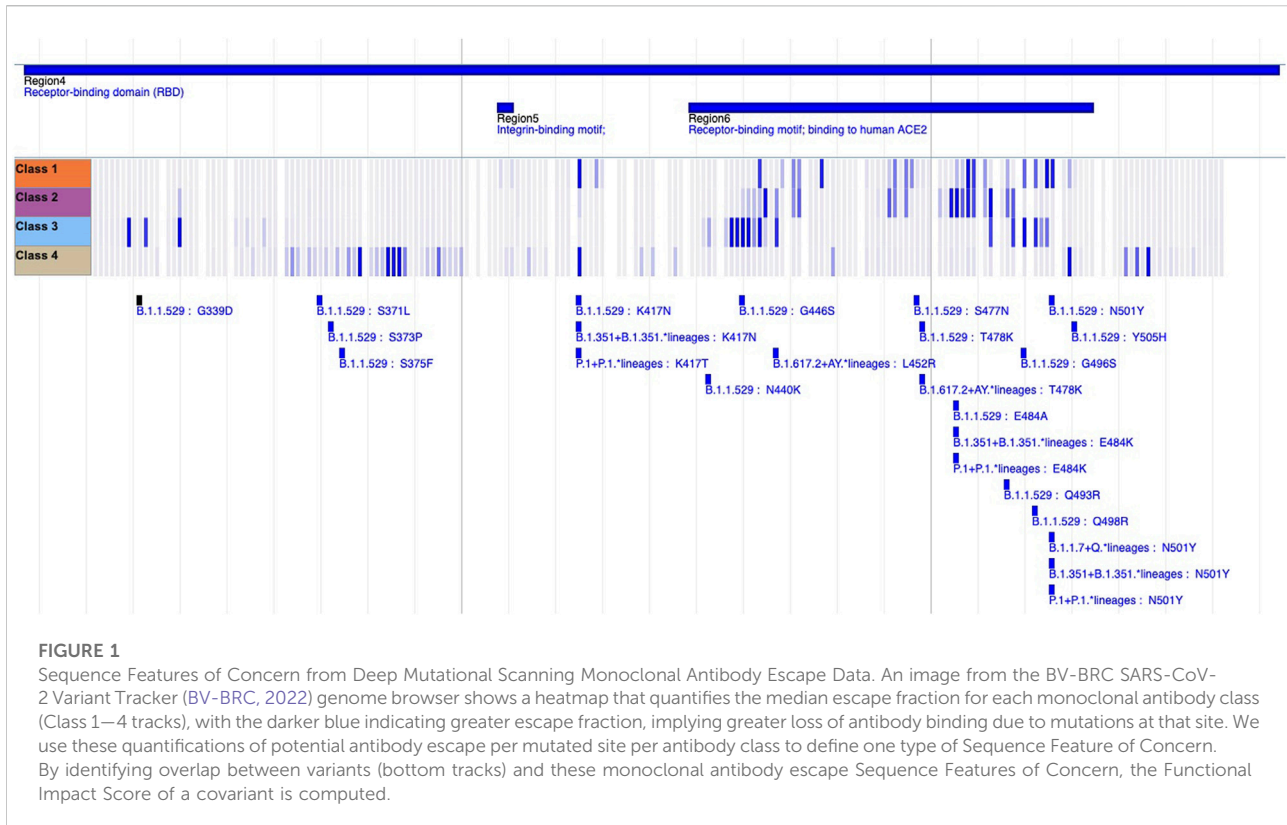 Region4
Receptor-binding domain (RBD)
Region5
Integrin-binding motif;
Region6
Receptor-binding motif; binding to human ACE2
Class 1
Class 2
Class 3
Class 4
B.1.1.529 : G339D
B.1.1.529 : S371L
B.1.1.529 : K417N
B.1.1.529 : G446S
B.1.1.529 : S477N
B.1.1.529 : N501Y
B.1.1.529 : S373P
B.1.351+B.1.351.*lineages : K417N
B.1.1.529 : T478K
B.1.1.529 : Y505H
B.1.1.529 : S375F
P.1+P.1.*lineages : K417T
B.1.617.2+AY.*lineages : L452R
B.1.1.529 : G496S
B.1.1.529 : N440K
B.1.617.2+AY.*lineages : T478K
B.1.1.529 : E484A
B.1.351+B.1.351.*lineages : E484K
P.1+P.1.*lineages : E484K
B.1.1.529 : Q493R
B.1.1.529 : Q498R
B.1.1.7+Q.*lineages : N501Y
B.1.351+B.1.351.*lineages : N501Y
P.1+P.1.*lineages : N501Y
FIGURE 1
Sequence Features of Concern from Deep Mutational Scanning Monoclonal Antibody Escape Data. An image from the BV-BRC SARS-CoV-
2 Variant Tracker (BV-BRC, 2022) genome browser shows a heatmap that quantifies the median escape fraction for each monoclonal antibody class
(Class 1—4 tracks), with the darker blue indicating greater escape fraction, implying greater loss of antibody binding due to mutations at that site. We
use these quantifications of potential antibody escape per mutated site per antibody class to define one type of Sequence Feature of Concern.
By identifying overlap between variants (bottom tracks) and these monoclonal antibody escape Sequence Features of Concern, the Functional
Impact Score of a covariant is computed.